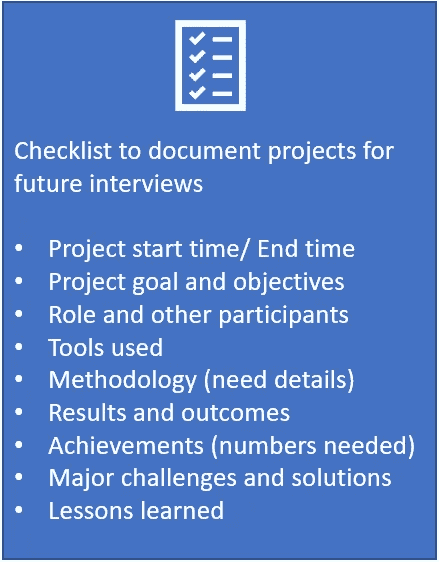 Checklist to document projects for
future interviews
• Project start time/ End time
• Project goal and objectives
• Role and other participants
• Tools used
• Methodology (need details)
• Results and outcomes
• Achievements (numbers needed)
• Major challenges and solutions
• Lessons learned